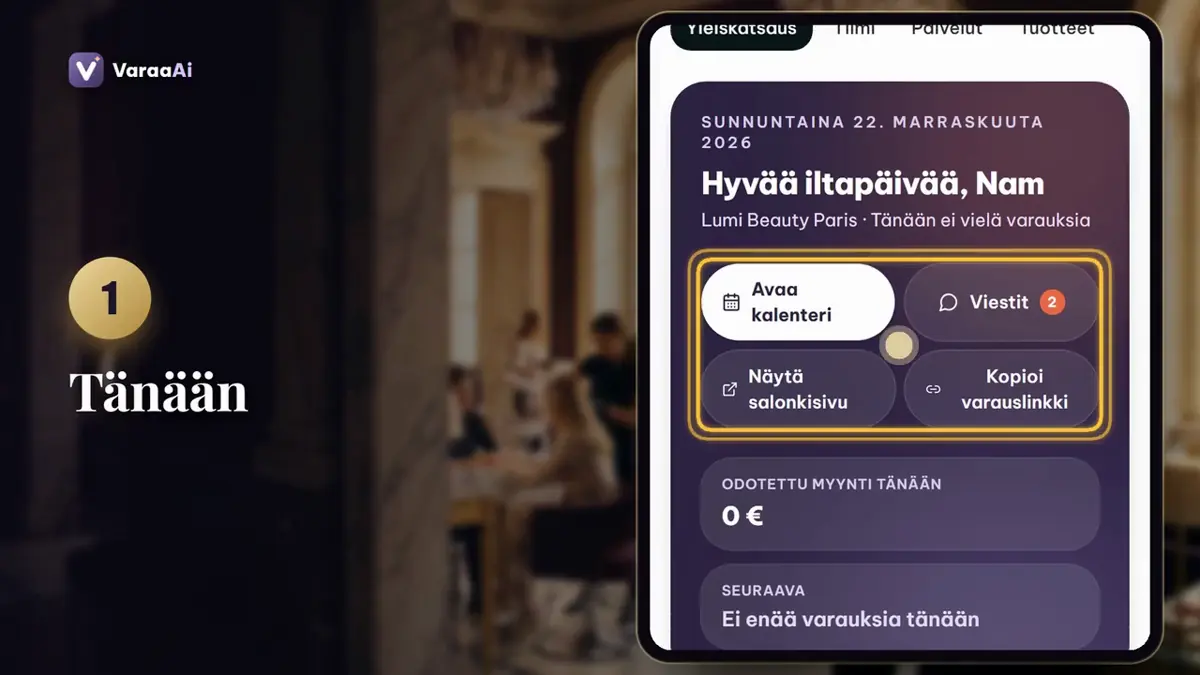 VaraaAi
1
Tänään
Yleiskatsaus Tiimi Palvelut Tuotteet
SUNNUNTAINA 22. MARRASKUUTA
2026
Hyvää iltapäivää, Nam
Lumi Beauty Paris · Tänään ei vielä varauksia
Avaa
kalenteri
Viestit 2
Näytä
salonkisivu
Kopioi
varauslinkki
ODOTETTU MYYNTI TÄNÄÄN
0 €
SEURAAVA
Ei enää varauksia tänään